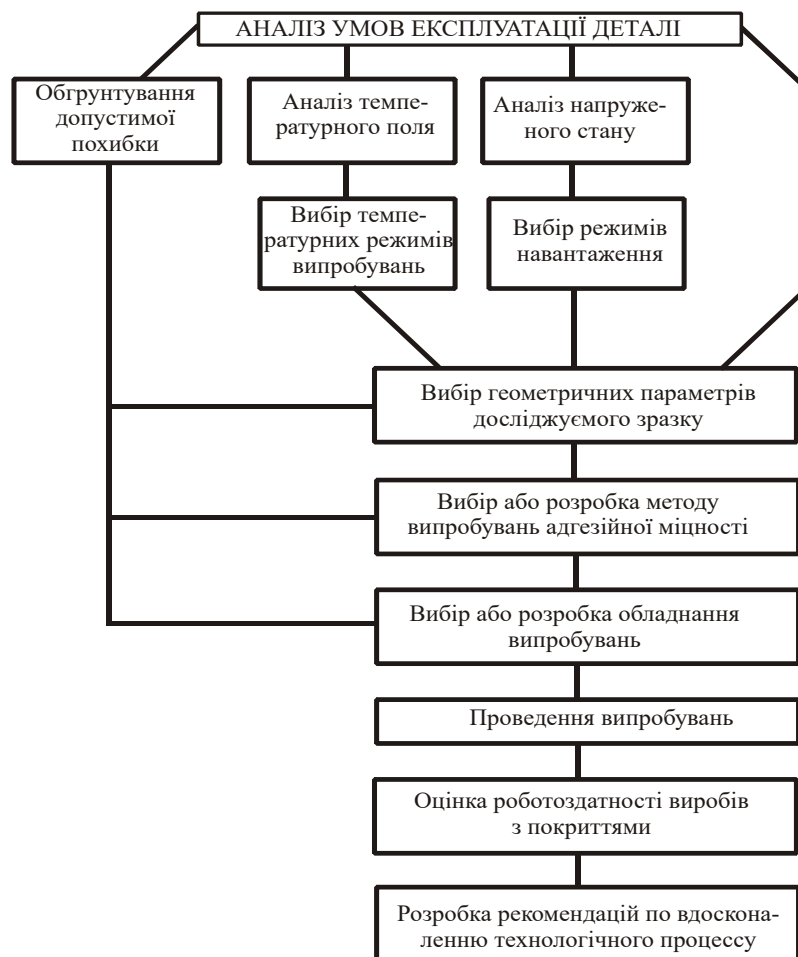 АНАЛІЗ УМОВ ЕКСПЛУАТАЦІЇ ДЕТАЛІ
Обгрунтування
допустимої
похибки
Аналіз темпе-
ратурного поля
Аналіз напруже-
ного стану
Вибір темпе-
ратурних режимів
випробувань
Вибір режимів
навантаження
Вибір геометричних параметрів
досліджуємого зразку
Вибір або розробка методу
випробувань адгезійної міцності
Вибір або розробка обладнання
випробувань
Проведення випробувань
Оцінка роботоздатності виробів
з покриттями
Розробка рекомендацій по вдоскона-
ленню технологічного процессу